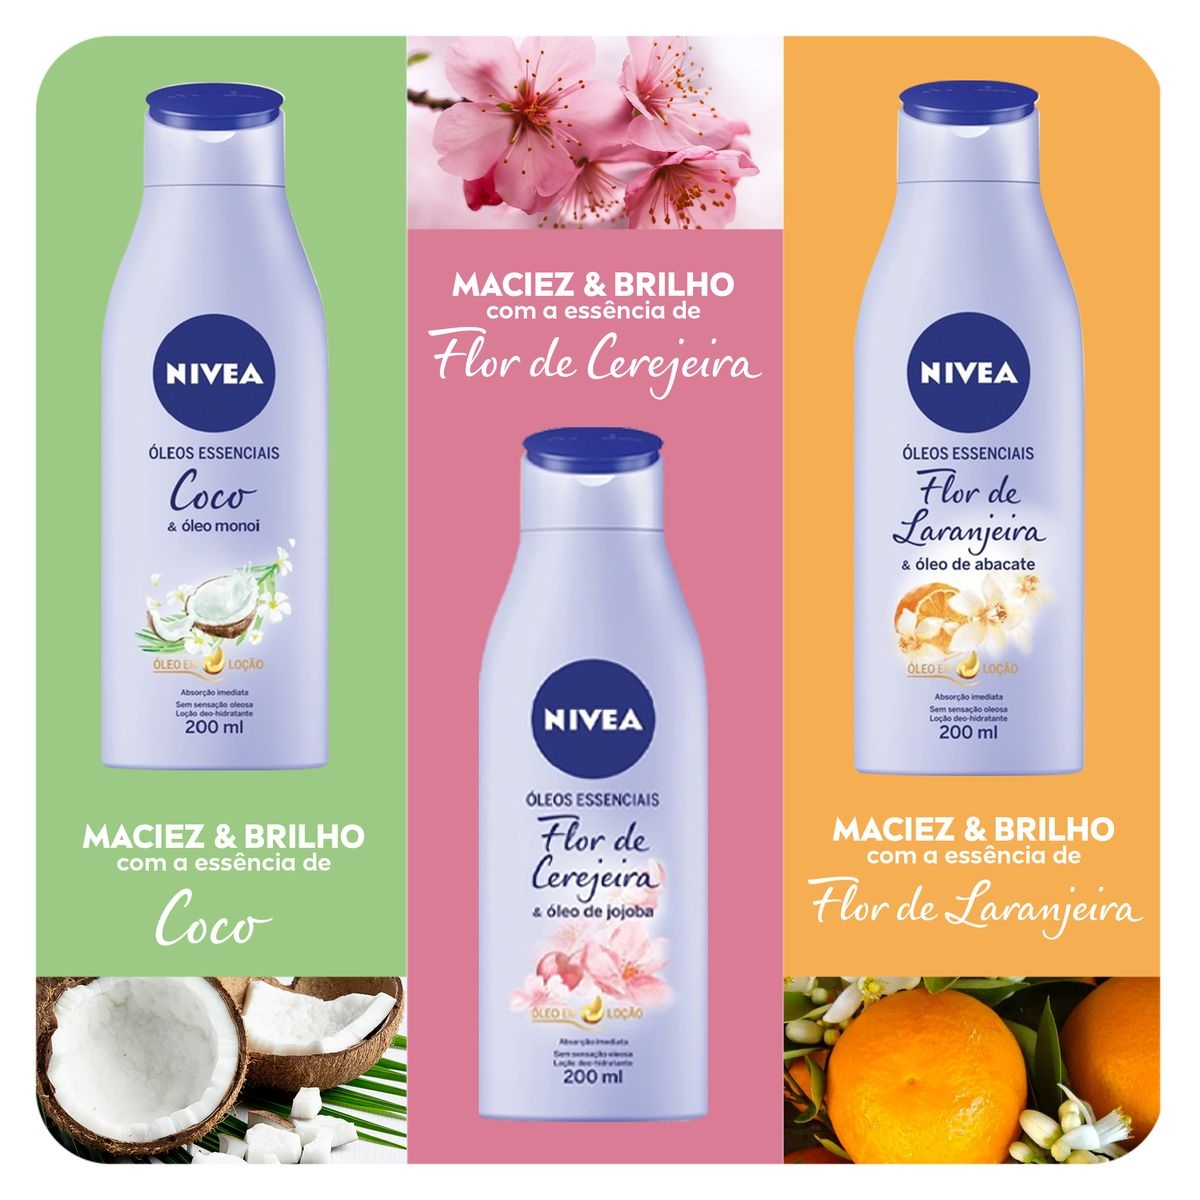 NIVEA
ÓLEOS ESSENCIAIS
Coco
& óleo monoi
ÓLEO EM LOÇÃO
Absorção imediata
Sem sensação oleosa
Loção deo-hidratante
200 ml
MACIEZ & BRILHO
com a essência de
Coco
MACIEZ & BRILHO
com a essência de
Flor de Cerejeira
NIVEA
ÓLEOS ESSENCIAIS
Flor de
Cerejeira
& óleo de jojoba
ÓLEO EM LOÇÃO
Absorção imediata
Sem sensação oleosa
Loção deo-hidratante
200 ml
NIVEA
ÓLEOS ESSENCIAIS
Flor de
Laranjeira
& óleo de abacate
ÓLEO EM LOÇÃO
Absorção imediata
Sem sensação oleosa
Loção deo-hidratante
200 ml
MACIEZ & BRILHO
com a essência de
Flor de Laranjeira